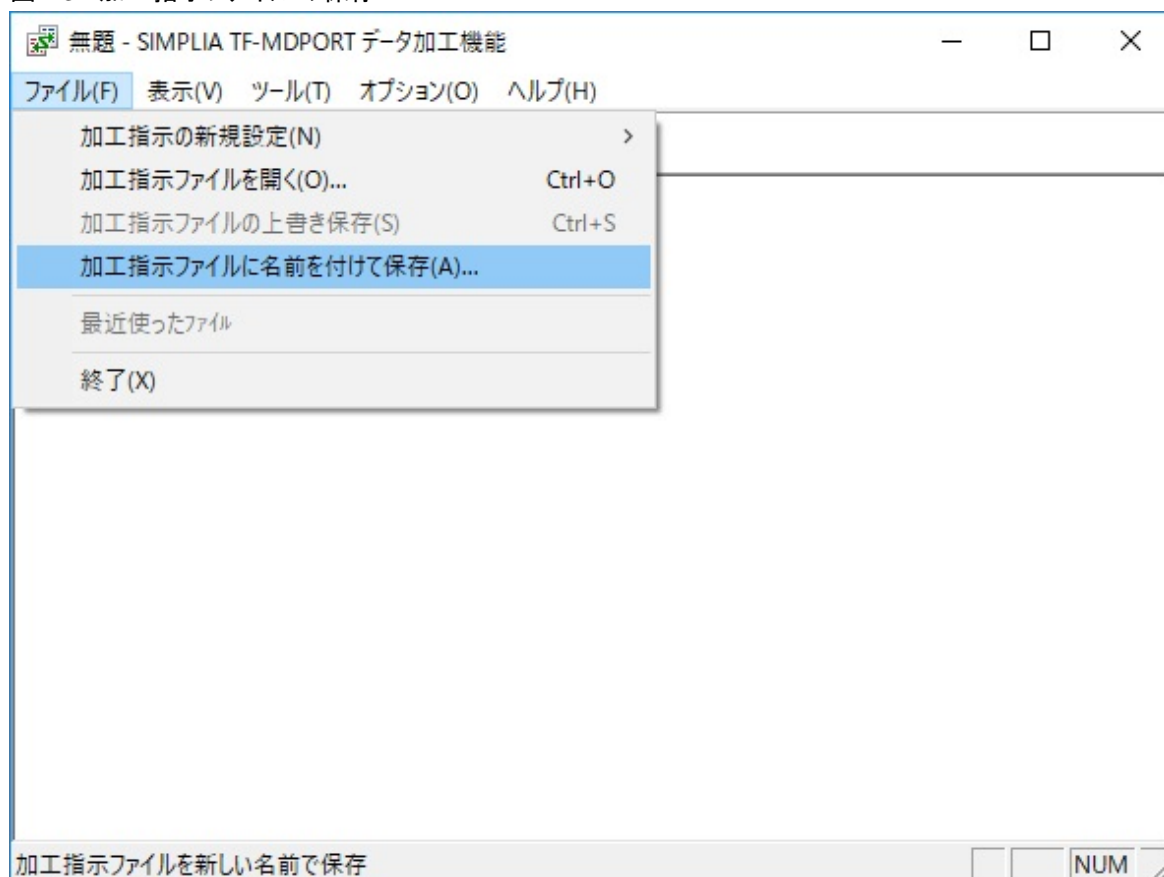 無題 - SIMPLIA TF-MDPORT データ加工機能
ファイル(F) 表示(V) ツール(T) オプション(O) ヘルプ(H)
加工指示の新規設定(N) >
加工指示ファイルを開く(O)... Ctrl+O
加工指示ファイルの上書き保存(S) Ctrl+S
加工指示ファイルに名前を付けて保存(A)...
最近使ったファイル
終了(X)
加工指示ファイルを新しい名前で保存 NUM